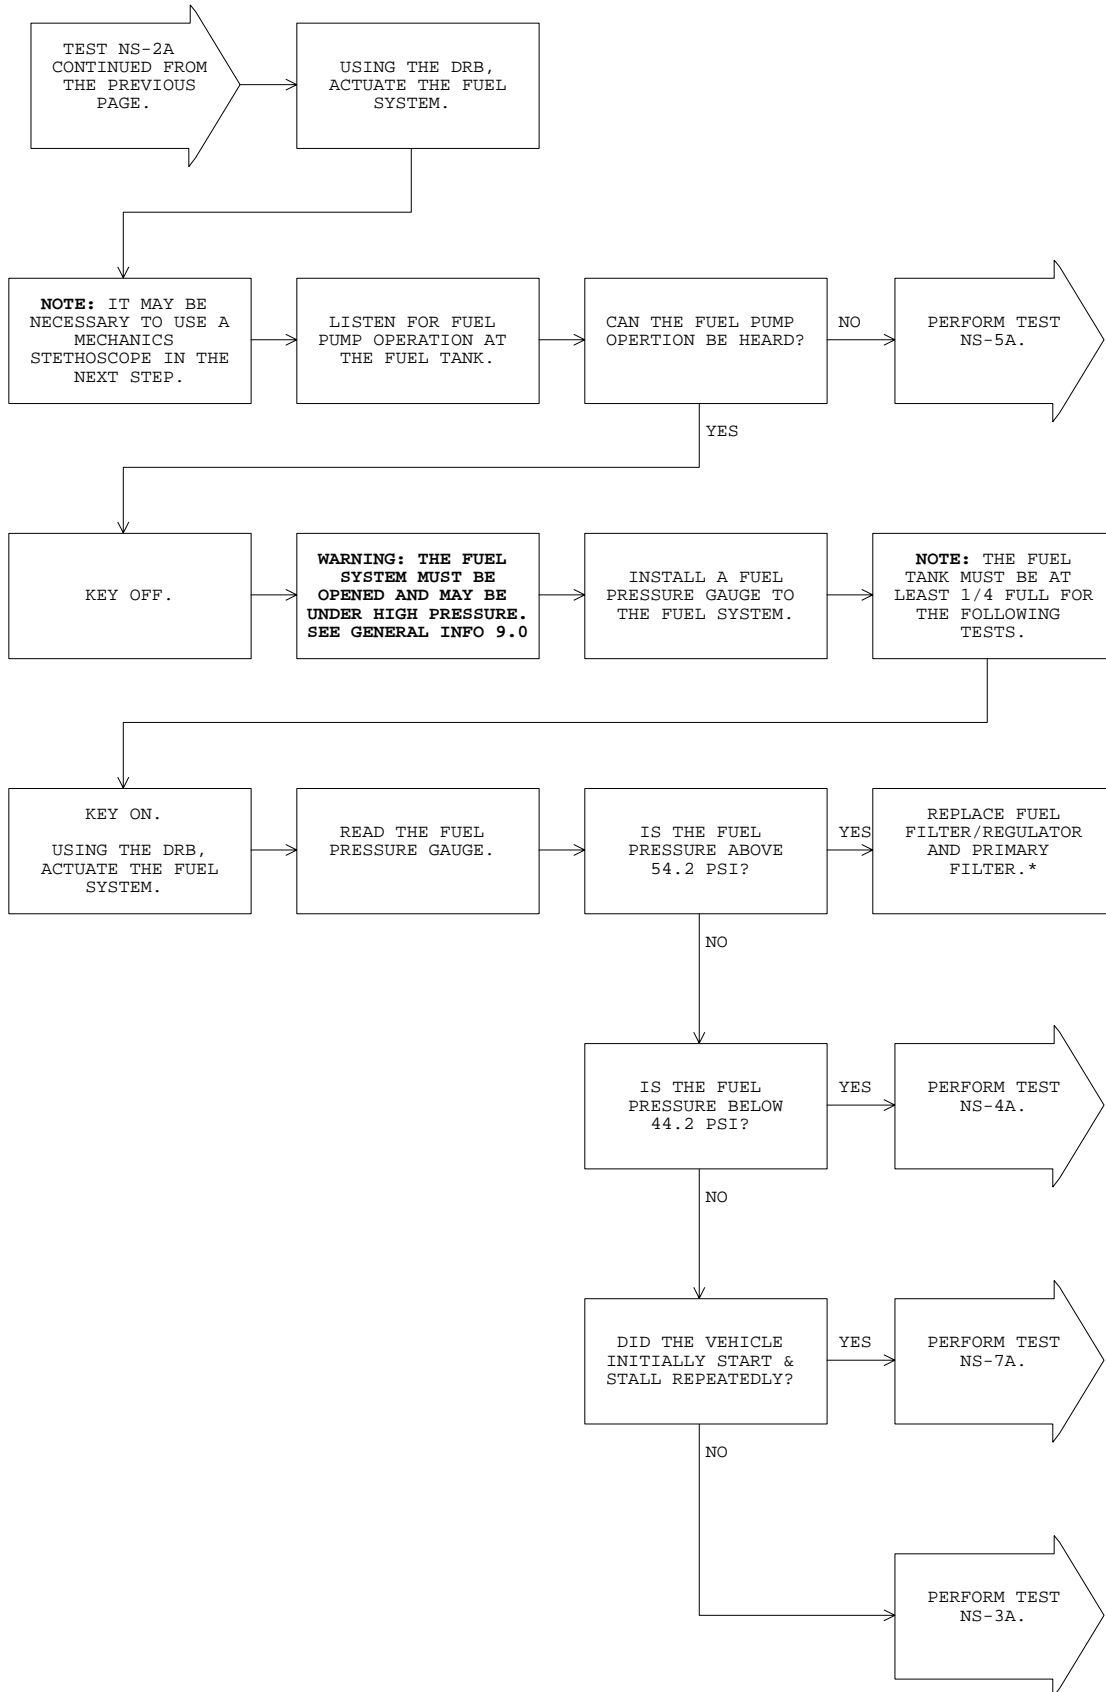 TEST NS-2A
CONTINUED FROM
THE PREVIOUS
PAGE.
USING THE DRB,
ACTUATE THE FUEL
SYSTEM.
NOTE: IT MAY BE
NECESSARY TO USE A
MECHANICS
STETHOSCOPE IN THE
NEXT STEP.
LISTEN FOR FUEL
PUMP OPERATION AT
THE FUEL TANK.
CAN THE FUEL PUMP
OPERTION BE HEARD?
NO
PERFORM TEST
NS-5A.
YES
KEY OFF.
WARNING: THE FUEL
SYSTEM MUST BE
OPENED AND MAY BE
UNDER HIGH PRESSURE.
SEE GENERAL INFO 9.0
INSTALL A FUEL
PRESSURE GAUGE TO
THE FUEL SYSTEM.
NOTE: THE FUEL
TANK MUST BE AT
LEAST 1/4 FULL FOR
THE FOLLOWING
TESTS.
KEY ON.
USING THE DRB,
ACTUATE THE FUEL
SYSTEM.
READ THE FUEL
PRESSURE GAUGE.
IS THE FUEL
PRESSURE ABOVE
54.2 PSI?
YES
REPLACE FUEL
FILTER/REGULATOR
AND PRIMARY
FILTER.*
NO
IS THE FUEL
PRESSURE BELOW
44.2 PSI?
YES
PERFORM TEST
NS-4A.
NO
DID THE VEHICLE
INITIALLY START &
STALL REPEATEDLY?
YES
PERFORM TEST
NS-7A.
NO
PERFORM TEST
NS-3A.